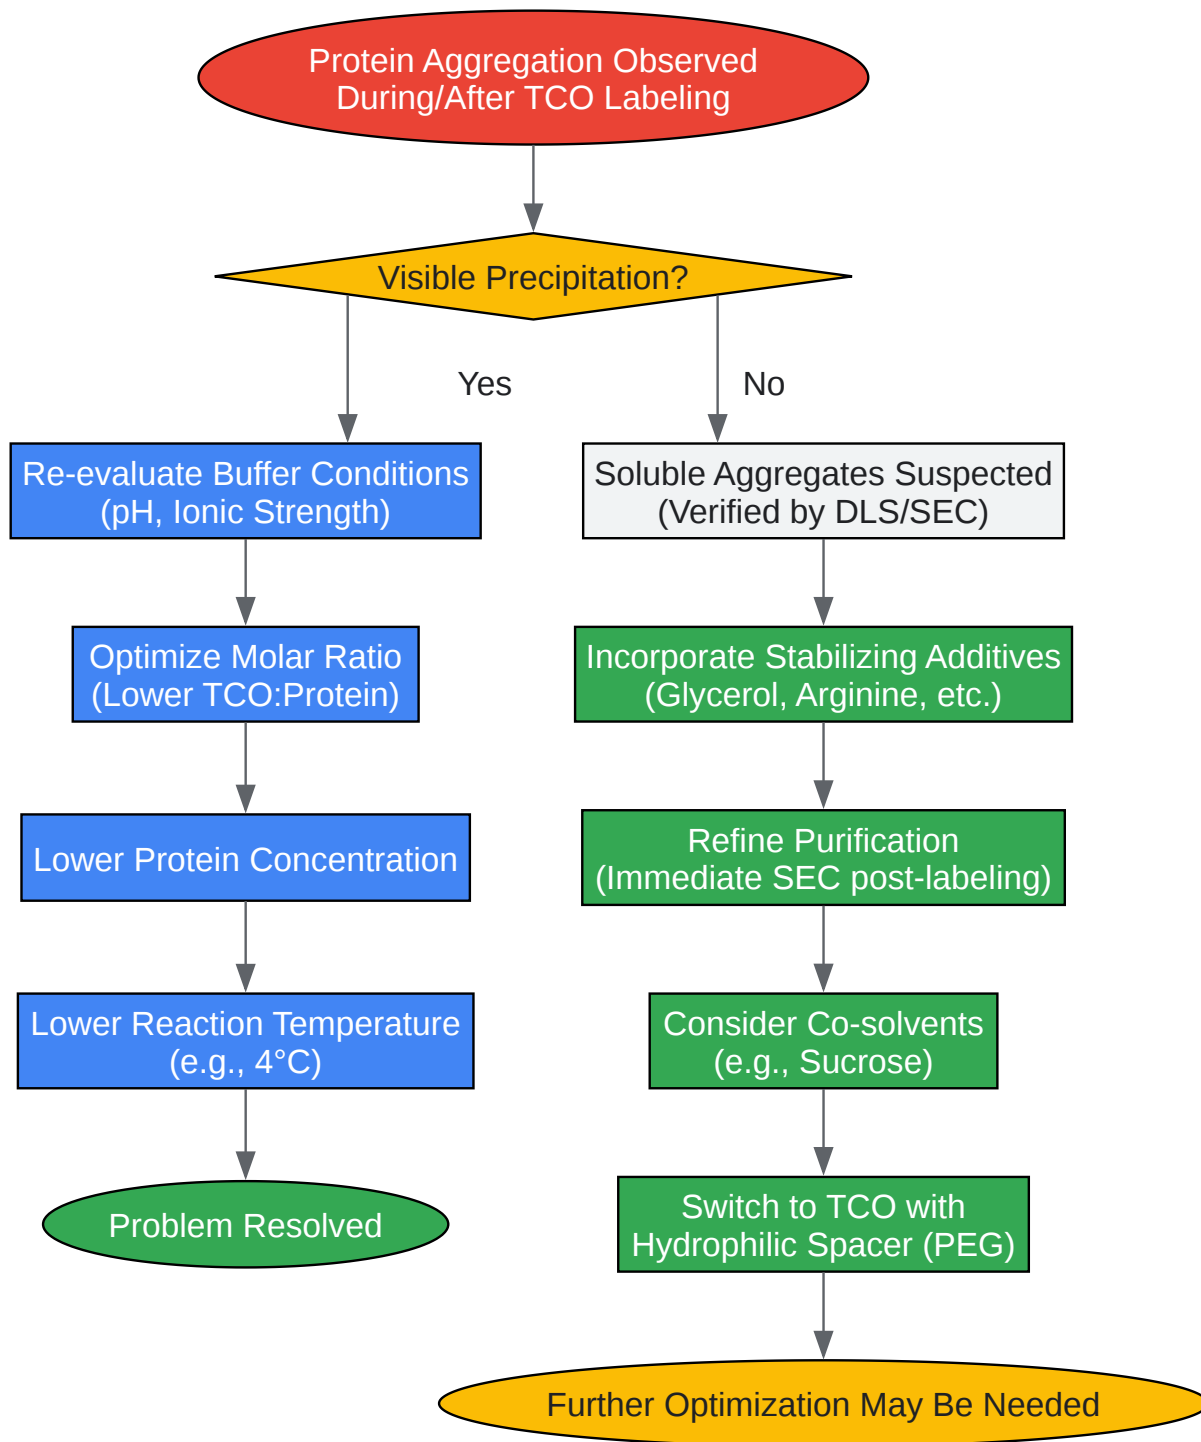 Protein Aggregation Observed
During/After TCO Labeling
Visible Precipitation?
Yes
No
Re-evaluate Buffer Conditions
(pH, Ionic Strength)
Soluble Aggregates Suspected
(Verified by DLS/SEC)
Optimize Molar Ratio
(Lower TCO:Protein)
Incorporate Stabilizing Additives
(Glycerol, Arginine, etc.)
Lower Protein Concentration
Refine Purification
(Immediate SEC post-labeling)
Lower Reaction Temperature
(e.g., 4°C)
Consider Co-solvents
(e.g., Sucrose)
Problem Resolved
Switch to TCO with
Hydrophilic Spacer (PEG)
Further Optimization May Be Needed